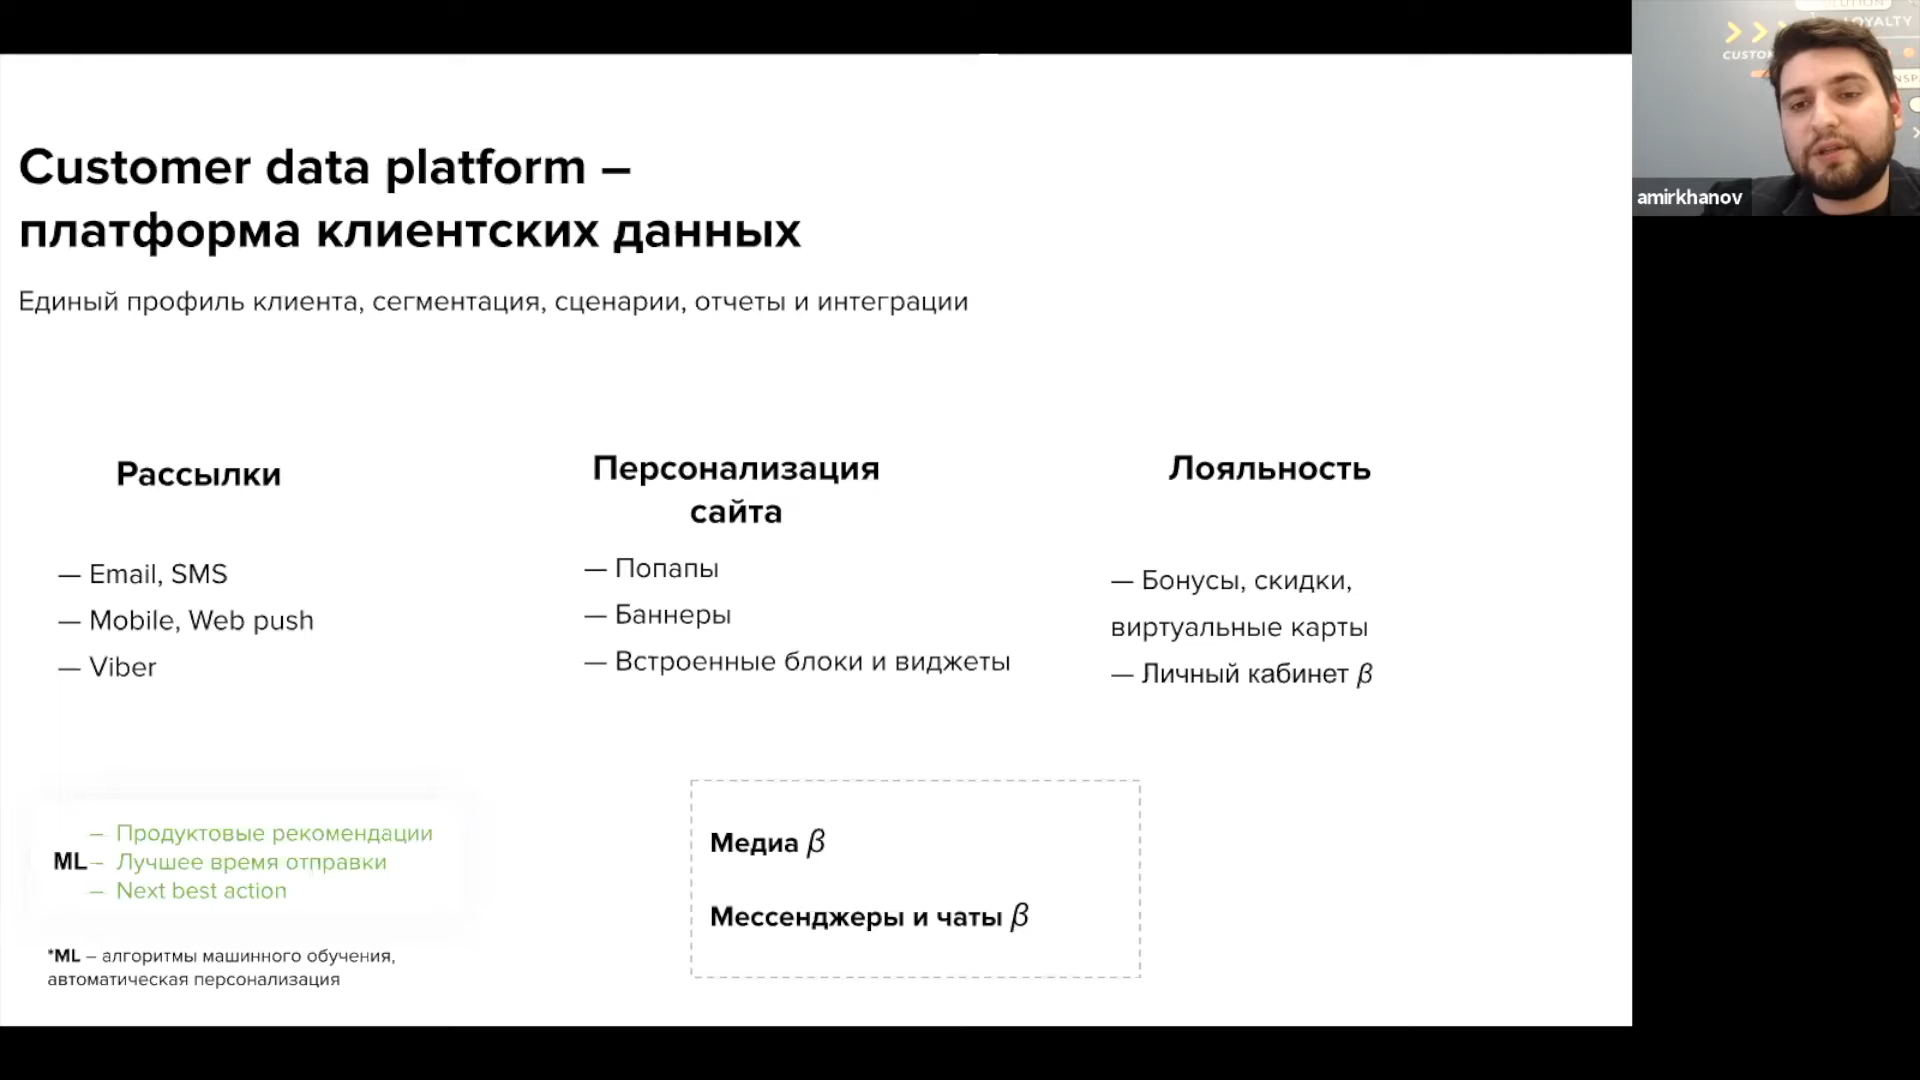 Customer data platform –
платформа клиентских данных
Единый профиль клиента, сегментация, сценарии, отчеты и интеграции
Рассылки
— Email, SMS
— Mobile, Web push
— Viber
Персонализация
сайта
— Попапы
— Баннеры
— Встроенные блоки и виджеты
Лояльность
— Бонусы, скидки,
виртуальные карты
— Личный кабинет β
ML
– Продуктовые рекомендации
– Лучшее время отправки
– Next best action
*ML – алгоритмы машинного обучения,
автоматическая персонализация
Медиа β
Мессенджеры и чаты β
LOYALTY
amirkhanov